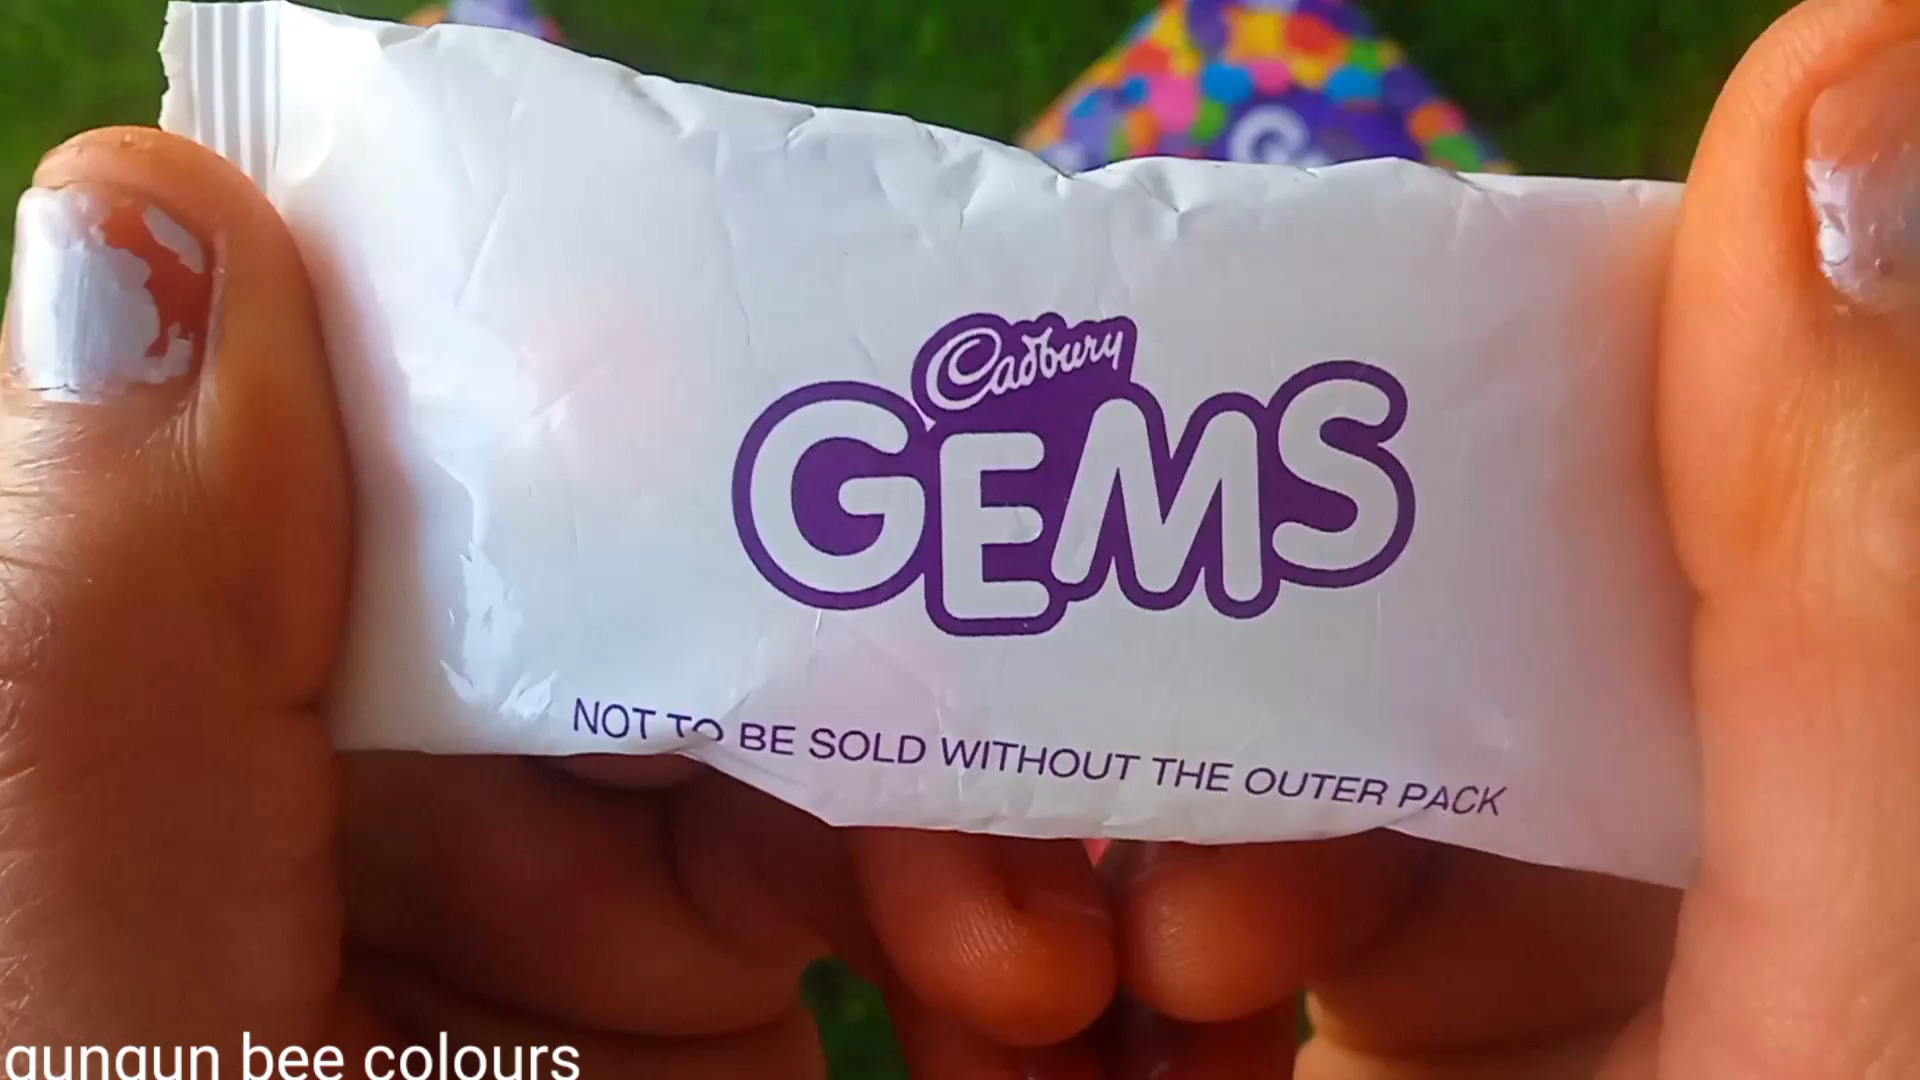 Cadbury
GEMS
NOT TO BE SOLD WITHOUT THE OUTER PACK
gungun bee colours